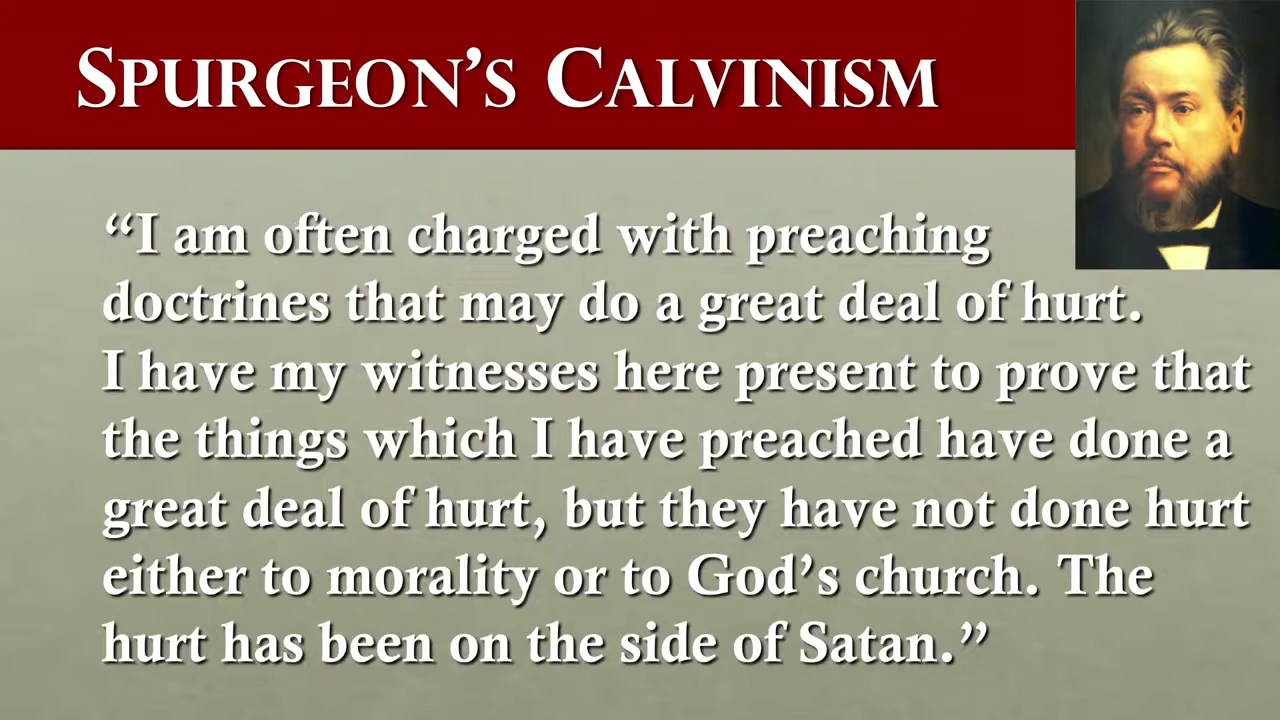 SPURGEON’S CALVINISM
“I am often charged with preaching
doctrines that may do a great deal of hurt.
I have my witnesses here present to prove that
the things which I have preached have done a
great deal of hurt, but they have not done hurt
either to morality or to God’s church. The
hurt has been on the side of Satan.”